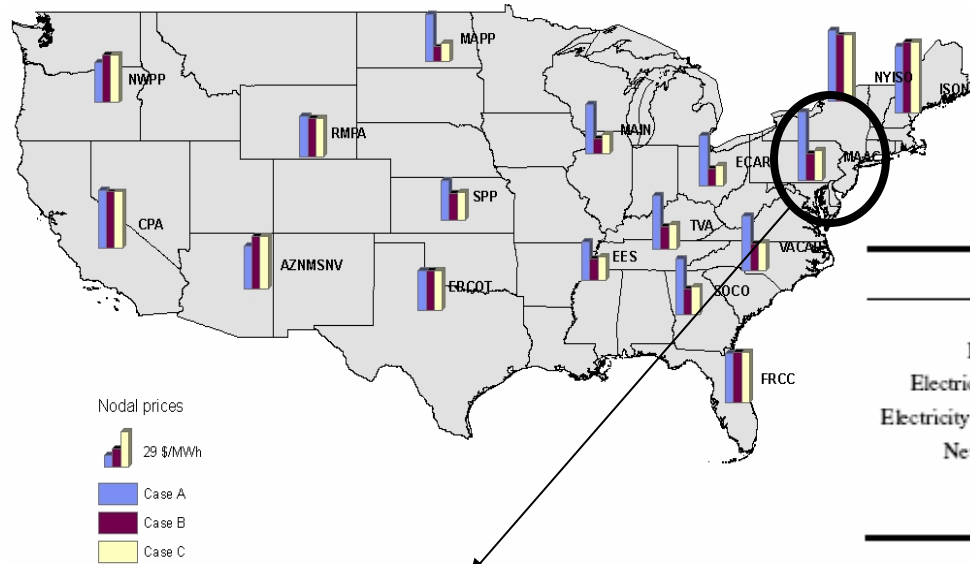 MAPP
NWPP
NYISO
ISON
RMPA
MAIN
ECAR
MAAC
SPP
CPA
TVA
VACAR
EES
AZNMSNV
ERCOT
SOCO
FRCC
Electric
Electricity
Ne
Nodal prices
29 $/MWh
Case A
Case B
Case C